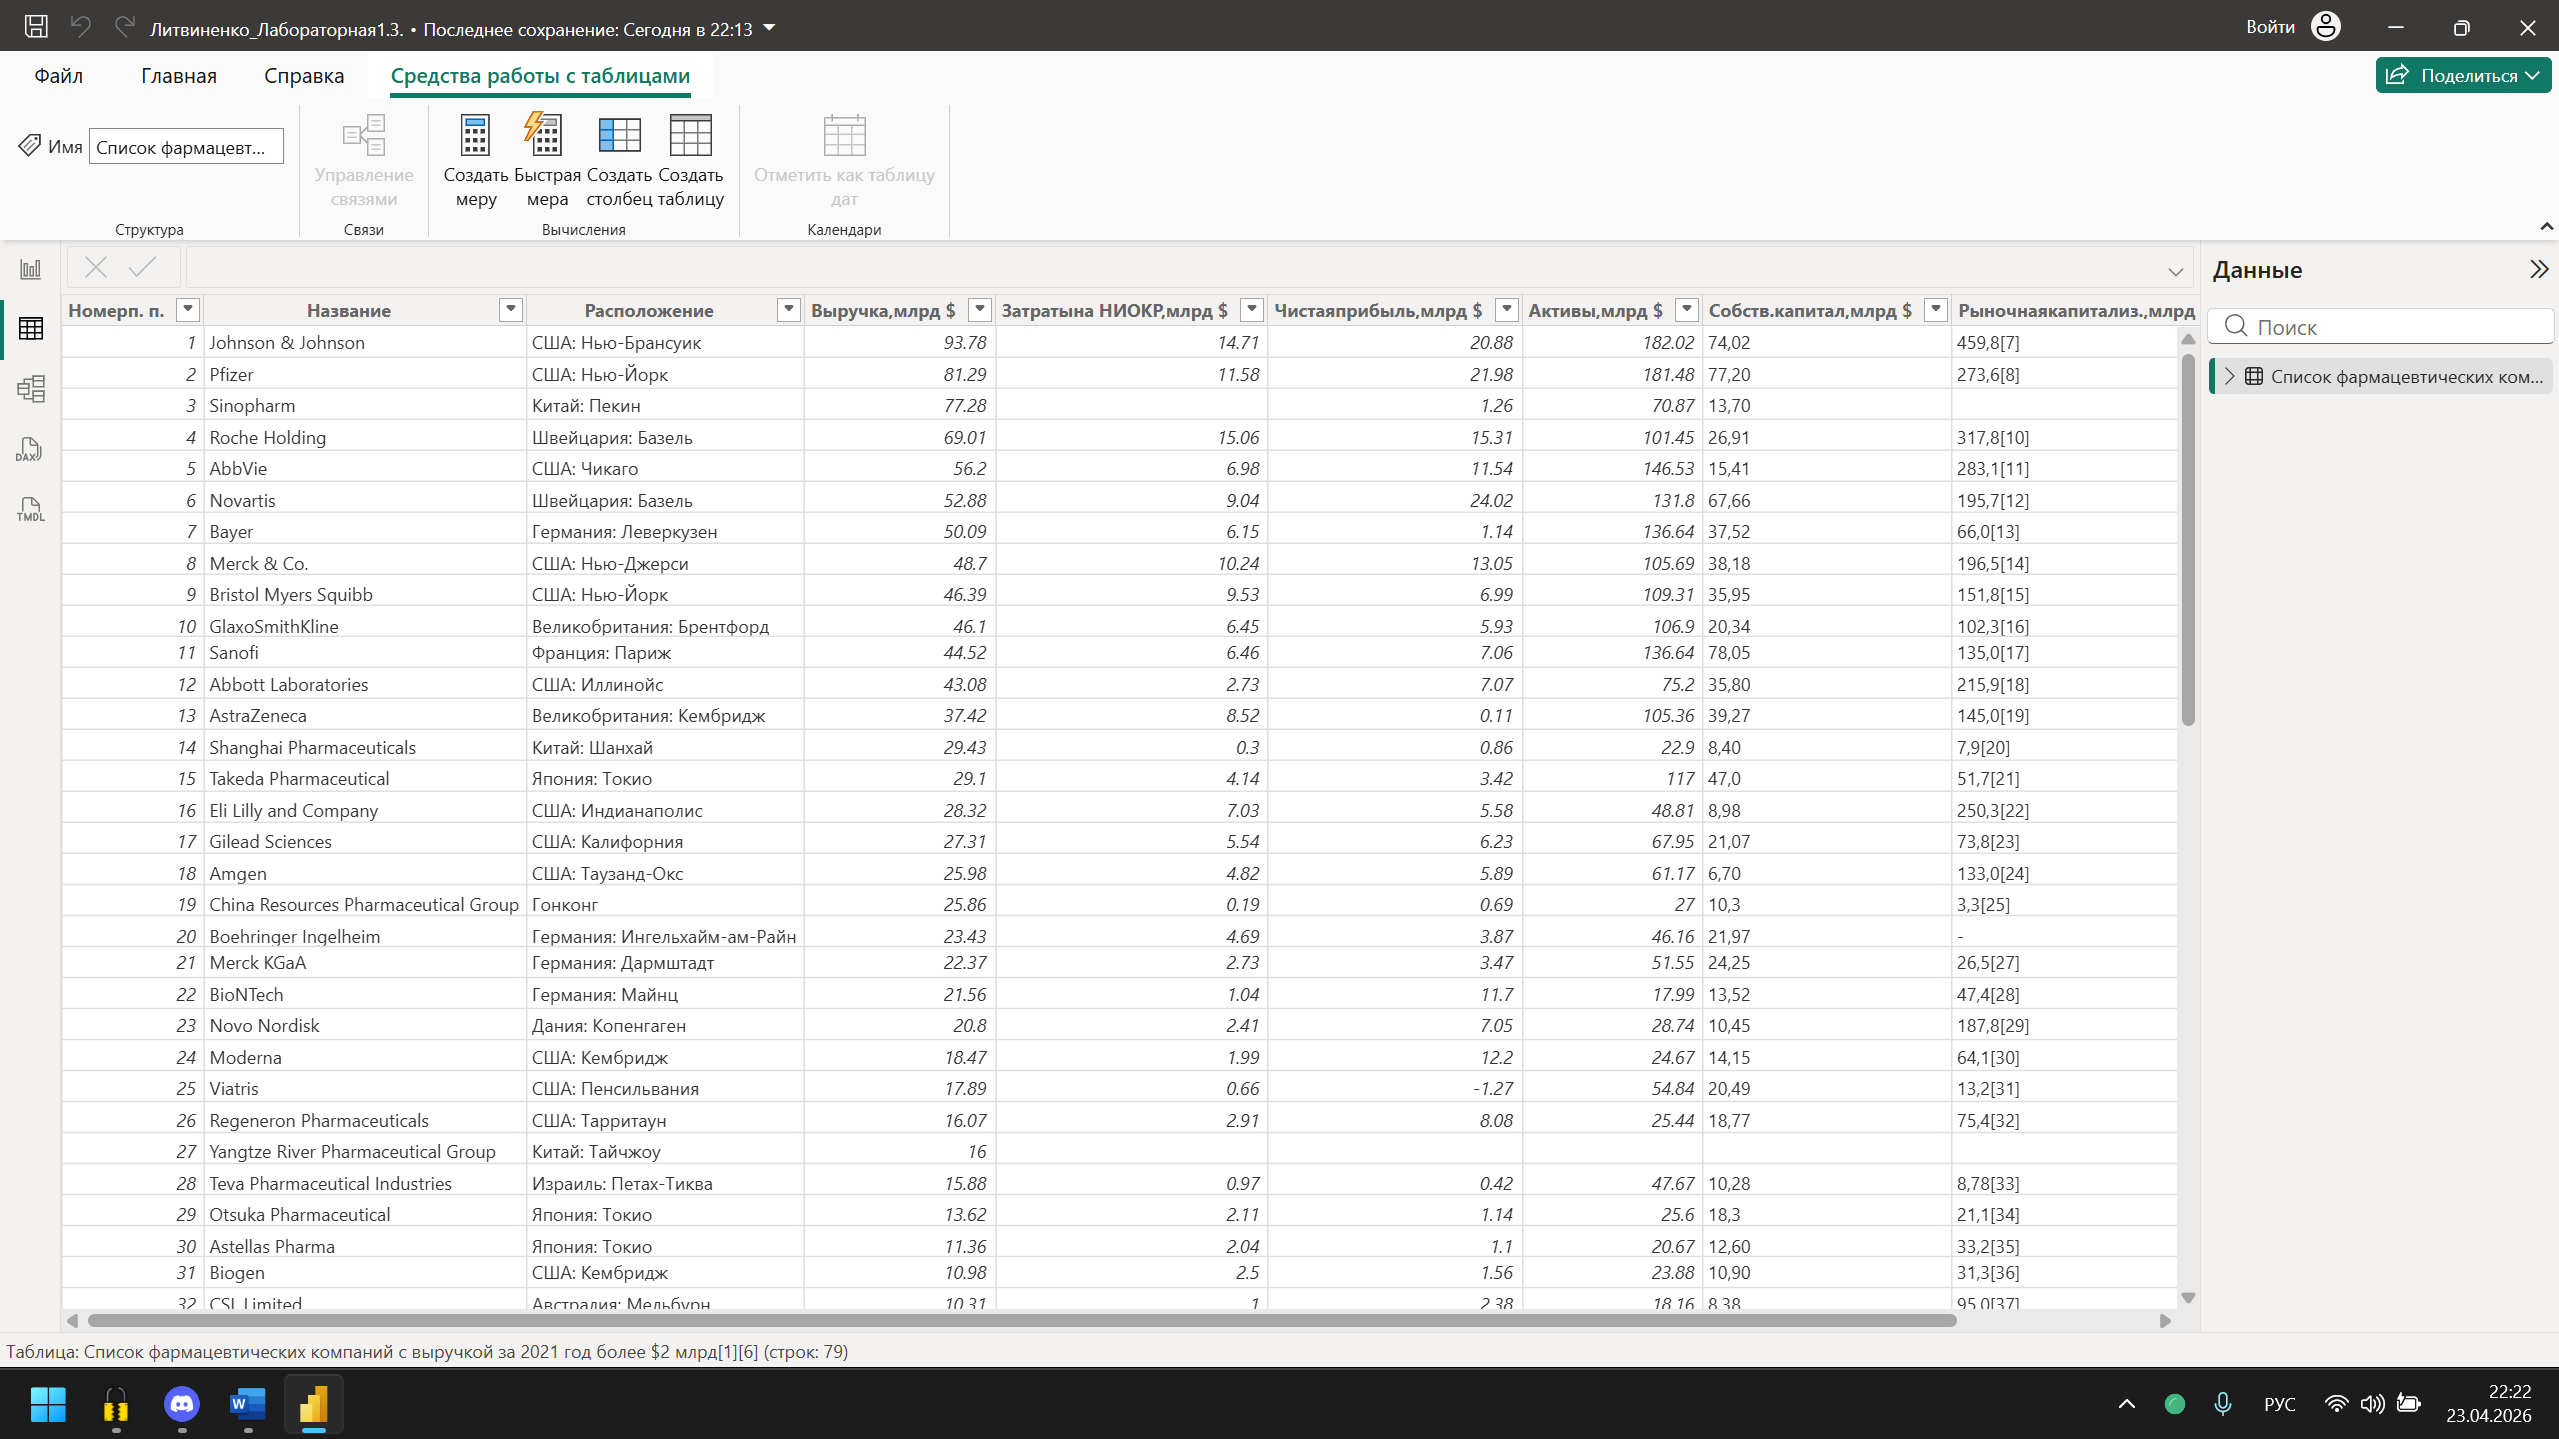 Литвиненко_Лабораторная1.3. • Последнее сохранение: Сегодня в 22:13
Войти
Файл Главная Справка Средства работы с таблицами
Поделиться
Имя Список фармацевт...
Управление связями
Создать меру
Быстрая мера
Создать столбец
Создать таблицу
Отметить как таблицу дат
Структура Связи Вычисления Календари
Данные
Поиск
Список фармацевтических ком...
DAX
TMDL
Номерп. п. Название Расположение Выручка,млрд $ Затратына НИОКР,млрд $ Чистаяприбыль,млрд $ Активы,млрд $ Собств.капитал,млрд $ Рыночнаякапитализ.,млрд
1 Johnson & Johnson США: Нью-Брансуик 93.78 14.71 20.88 182.02 74,02 459,8[7]
2 Pfizer США: Нью-Йорк 81.29 11.58 21.98 181.48 77,20 273,6[8]
3 Sinopharm Китай: Пекин 77.28 1.26 70.87 13,70
4 Roche Holding Швейцария: Базель 69.01 15.06 15.31 101.45 26,91 317,8[10]
5 AbbVie США: Чикаго 56.2 6.98 11.54 146.53 15,41 283,1[11]
6 Novartis Швейцария: Базель 52.88 9.04 24.02 131.8 67,66 195,7[12]
7 Bayer Германия: Леверкузен 50.09 6.15 1.14 136.64 37,52 66,0[13]
8 Merck & Co. США: Нью-Джерси 48.7 10.24 13.05 105.69 38,18 196,5[14]
9 Bristol Myers Squibb США: Нью-Йорк 46.39 9.53 6.99 109.31 35,95 151,8[15]
10 GlaxoSmithKline Великобритания: Брентфорд 46.1 6.45 5.93 106.9 20,34 102,3[16]
11 Sanofi Франция: Париж 44.52 6.46 7.06 136.64 78,05 135,0[17]
12 Abbott Laboratories США: Иллинойс 43.08 2.73 7.07 75.2 35,80 215,9[18]
13 AstraZeneca Великобритания: Кембридж 37.42 8.52 0.11 105.36 39,27 145,0[19]
14 Shanghai Pharmaceuticals Китай: Шанхай 29.43 0.3 0.86 22.9 8,40 7,9[20]
15 Takeda Pharmaceutical Япония: Токио 29.1 4.14 3.42 117 47,0 51,7[21]
16 Eli Lilly and Company США: Индианаполис 28.32 7.03 5.58 48.81 8,98 250,3[22]
17 Gilead Sciences США: Калифорния 27.31 5.54 6.23 67.95 21,07 73,8[23]
18 Amgen США: Таузанд-Окс 25.98 4.82 5.89 61.17 6,70 133,0[24]
19 China Resources Pharmaceutical Group Гонконг 25.86 0.19 0.69 27 10,3 3,3[25]
20 Boehringer Ingelheim Германия: Ингельхайм-ам-Райн 23.43 4.69 3.87 46.16 21,97 -
21 Merck KGaA Германия: Дармштадт 22.37 2.73 3.47 51.55 24,25 26,5[27]
22 BioNTech Германия: Майнц 21.56 1.04 11.7 17.99 13,52 47,4[28]
23 Novo Nordisk Дания: Копенгаген 20.8 2.41 7.05 28.74 10,45 187,8[29]
24 Moderna США: Кембридж 18.47 1.99 12.2 24.67 14,15 64,1[30]
25 Viatris США: Пенсильвания 17.89 0.66 -1.27 54.84 20,49 13,2[31]
26 Regeneron Pharmaceuticals США: Тарритаун 16.07 2.91 8.08 25.44 18,77 75,4[32]
27 Yangtze River Pharmaceutical Group Китай: Тайчжоу 16
28 Teva Pharmaceutical Industries Израиль: Петах-Тиква 15.88 0.97 0.42 47.67 10,28 8,78[33]
29 Otsuka Pharmaceutical Япония: Токио 13.62 2.11 1.14 25.6 18,3 21,1[34]
30 Astellas Pharma Япония: Токио 11.36 2.04 1.1 20.67 12,60 33,2[35]
31 Biogen США: Кембридж 10.98 2.5 1.56 23.88 10,90 31,3[36]
32 CSL Limited Австралия: Мельбурн 10.31 1 2.38 18.16 8,38 95,0[37]
Таблица: Список фармацевтических компаний с выручкой за 2021 год более $2 млрд[1][6] (строк: 79)
РУС
22:22
23.04.2026